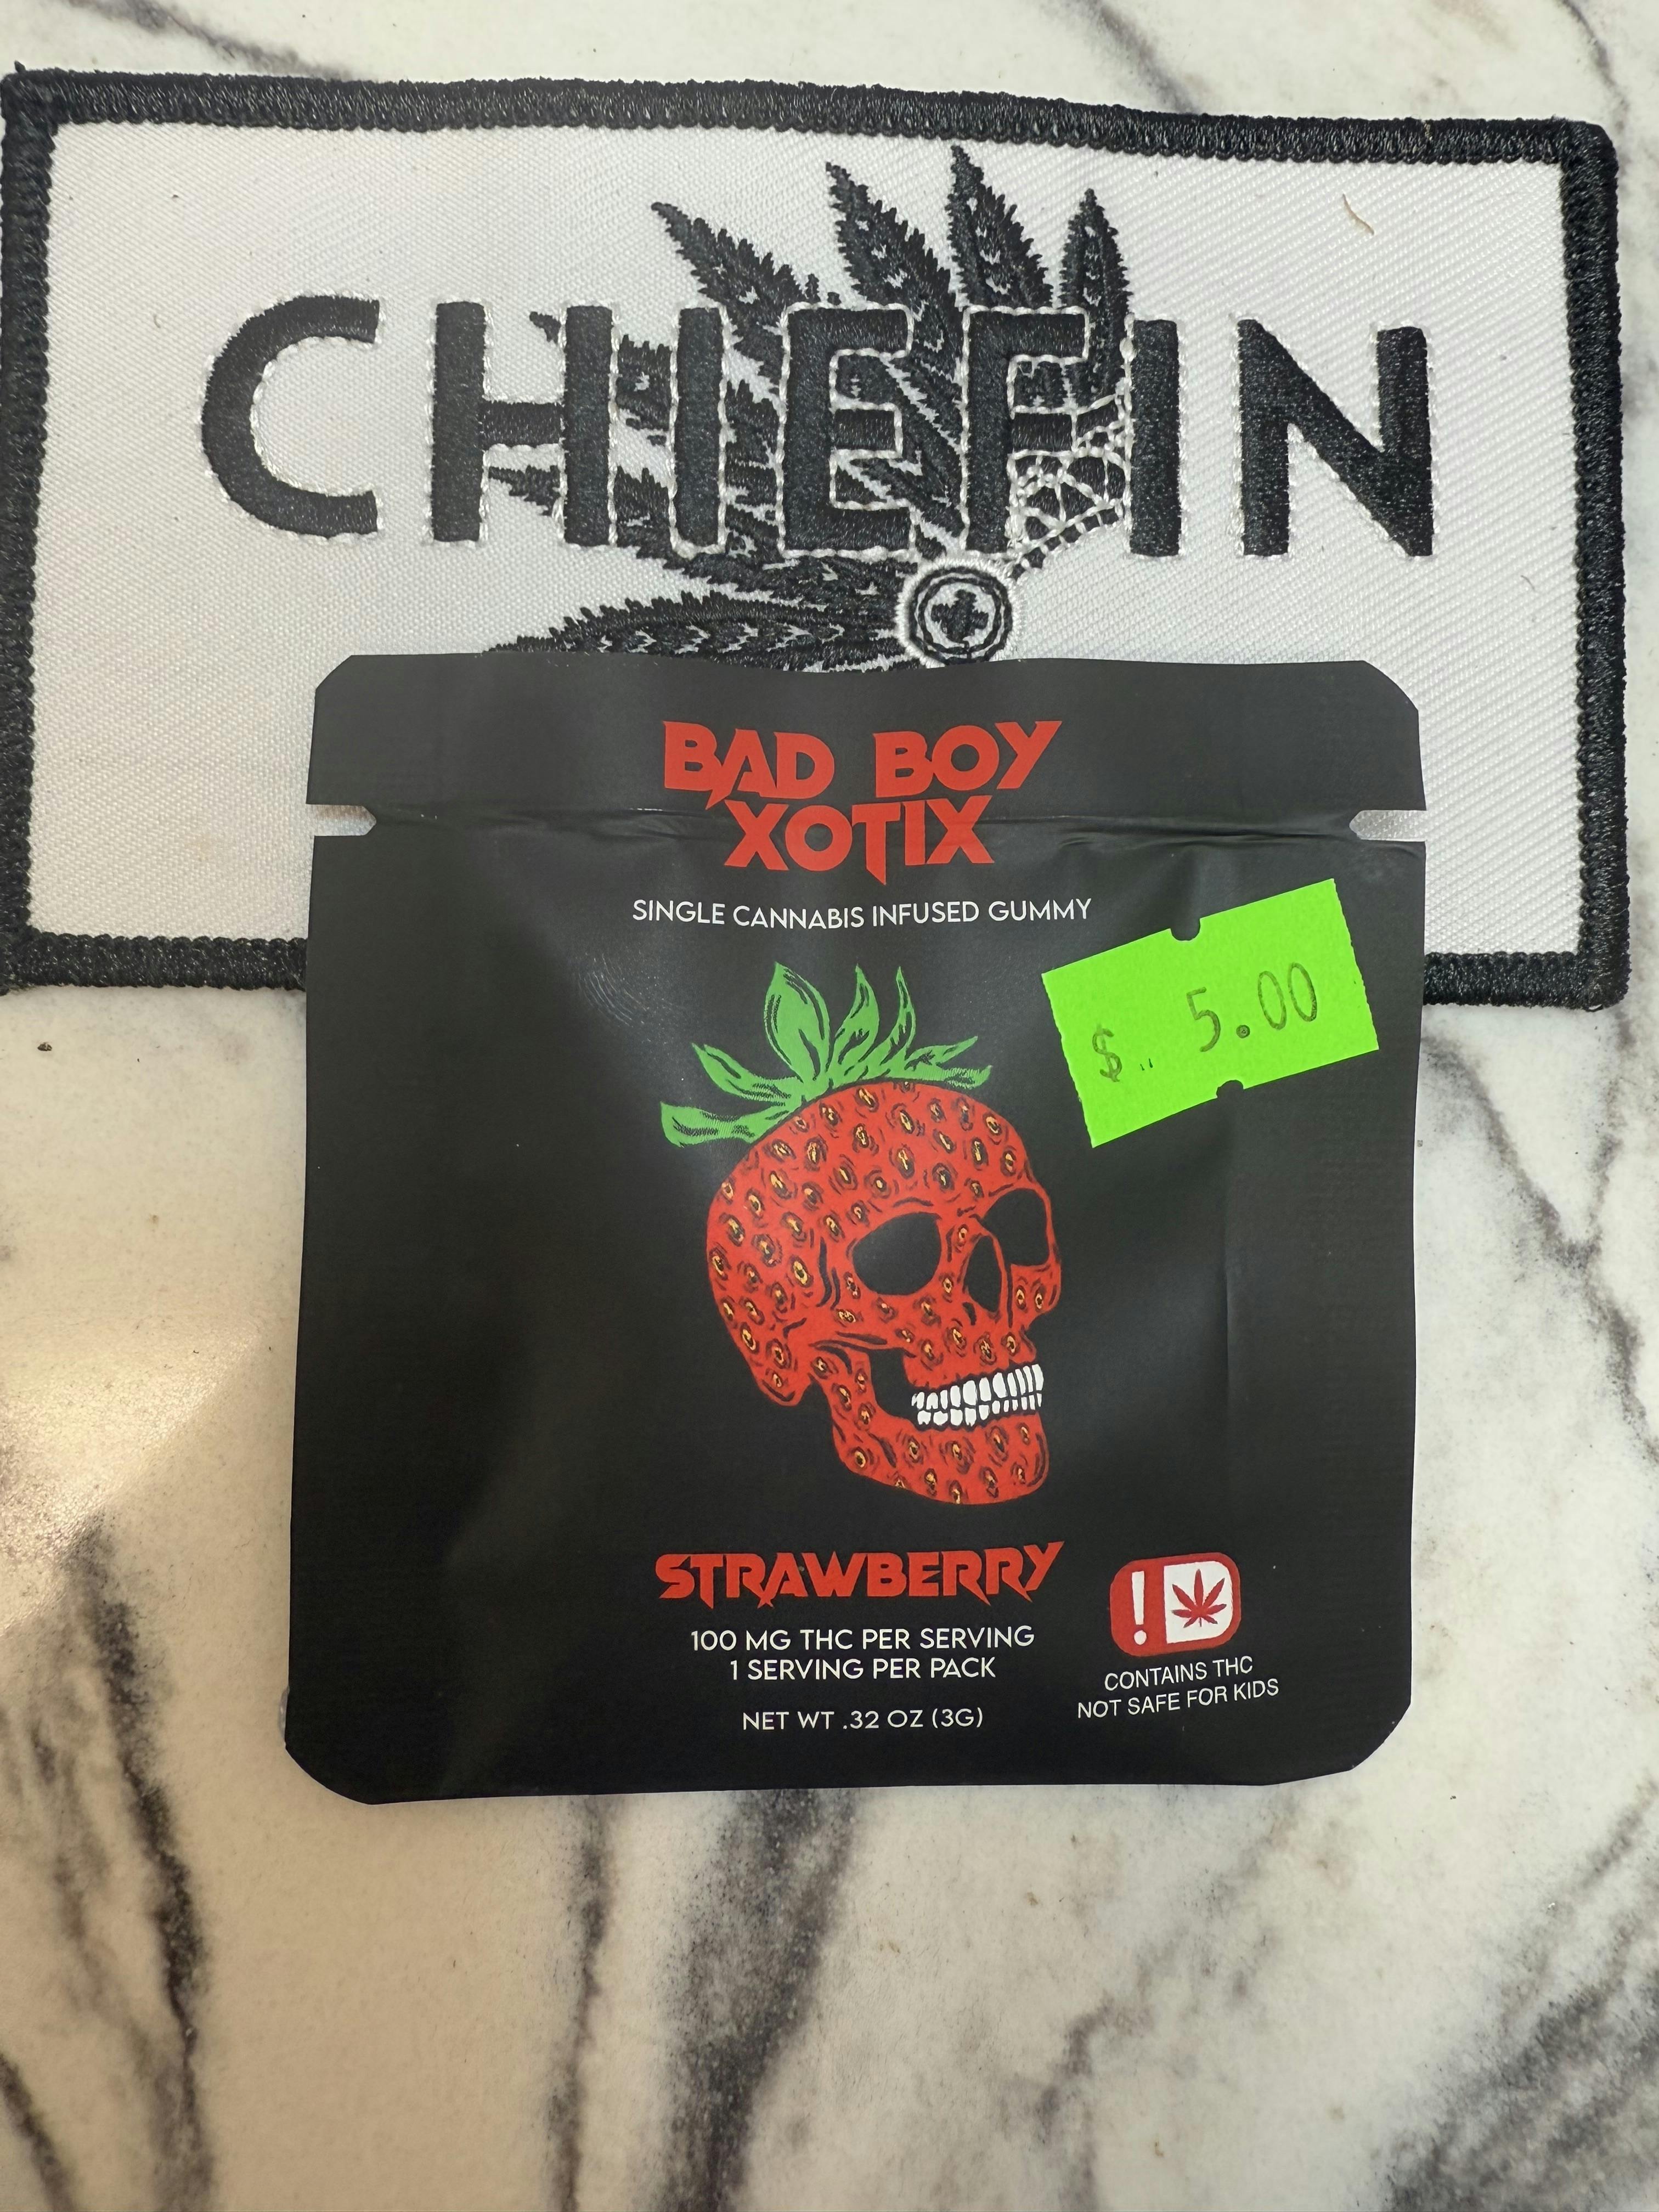 CHIEFIN
BAD BOY
XOTIX
SINGLE CANNABIS INFUSED GUMMY
$ 5.00
STRAWBERRY
100 MG THC PER SERVING
1 SERVING PER PACK
NET WT .32 OZ (3G)
!
CONTAINS THC
NOT SAFE FOR KIDS